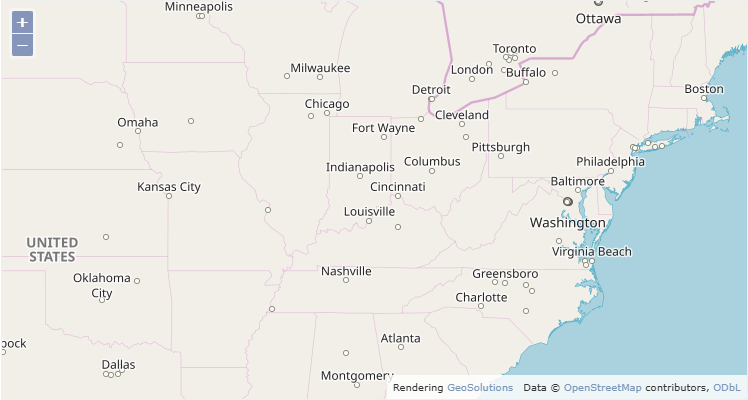 Minneapolis
+
−
Ottawa
Toronto
Milwaukee
London
Buffalo
Detroit
Boston
Chicago
Cleveland
Omaha
Fort Wayne
Pittsburgh
Columbus
Philadelphia
Indianapolis
Kansas City
Cincinnati
Baltimore
Louisville
Washington
UNITED
STATES
Virginia Beach
Nashville
Greensboro
Oklahoma
City
Charlotte
pock
Atlanta
Dallas
Montgomery
Rendering GeoSolutions Data © OpenStreetMap contributors, ODbL